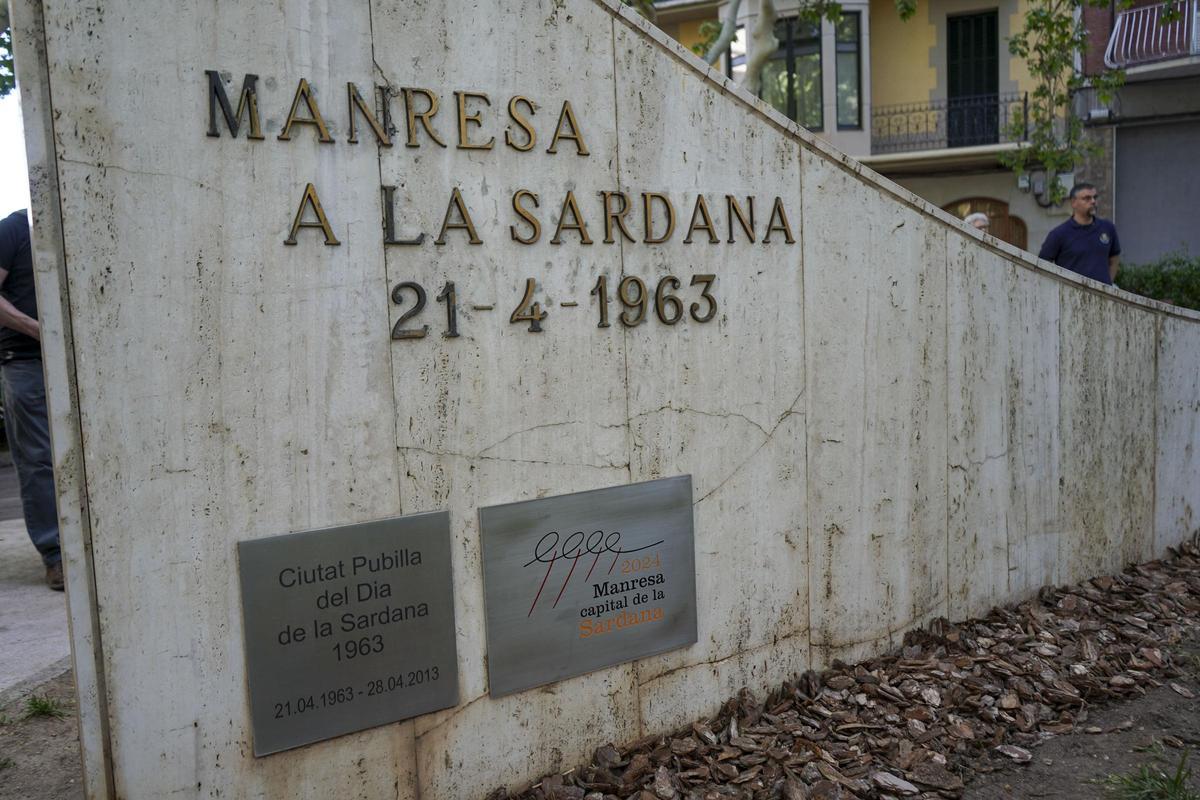 MANRESA
A LA SARDANA
21-4-1963
Ciutat Pubilla
del Dia
de la Sardana
1963
21.04.1963 - 28.04.2013
2024
Manresa
capital de la
Sardana